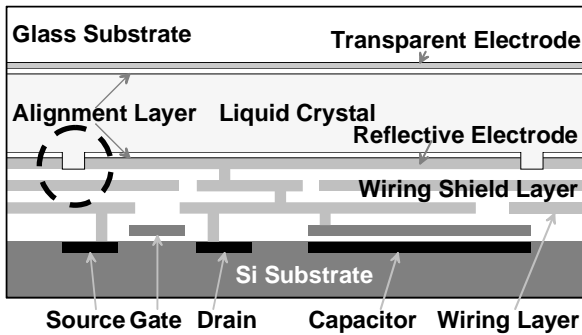 Glass Substrate
Transparent Electrode
Alignment Layer
Liquid Crystal
Reflective Electrode
Wiring Shield Layer
Si Substrate
Source Gate Drain Capacitor Wiring Layer